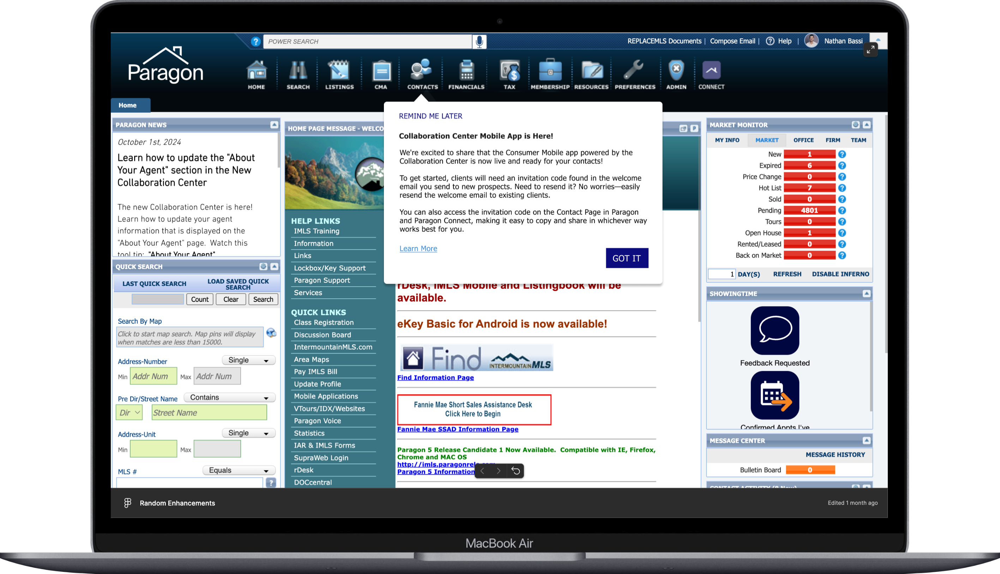 POWER SEARCH
REPLACEMLS Documents | Compose Email | Help | Nathan Bassi
Paragon
HOME
SEARCH
LISTINGS
CMA
CONTACTS
FINANCIALS
TAX
MEMBERSHIP
RESOURCES
PREFERENCES
ADMIN
CONNECT
Home
PARAGON NEWS
October 1st, 2024
Learn how to update the "About
Your Agent" section in the New
Collaboration Center
The new Collaboration Center is here!
Learn how to update your agent
information that is displayed on the
"About Your Agent" page. Watch this
tool tip: "About Your Agent"
QUICK SEARCH
LAST QUICK SEARCH
LOAD SAVED QUICK
SEARCH
Count
Clear
Search
Search By Map
Click to start map search. Map pins will display
when matches are less than 15000.
Address-Number
Single
Min
Addr Num
Max
Addr Num
Pre Dir/Street Name
Contains
Dir
Street Name
Address-Unit
Single
Min
Max
MLS #
Equals
?
HOME PAGE MESSAGE - WELCO
P
HELP LINKS
IMLS Training
Information
Links
Lockbox/Key Support
Paragon Support
Services
QUICK LINKS
Class Registration
Discussion Board
IntermountainMLS.com
Area Maps
Pay IMLS Bill
Update Profile
Mobile Applications
VTours/IDX/Websites
Paragon Voice
Statistics
IAR & IMLS Forms
SupraWeb Login
rDesk
DOCcentral
REMIND ME LATER
Collaboration Center Mobile App is Here!
We're excited to share that the Consumer Mobile app powered by the
Collaboration Center is now live and ready for your contacts!
To get started, clients will need an invitation code found in the welcome
email you send to new prospects. Need to resend it? No worries—easily
resend the welcome email to existing clients.
You can also access the invitation code on the Contact Page in Paragon
and Paragon Connect, making it easy to copy and share in whichever way
works best for you.
Learn More
GOT IT
rDesk, IMLS Mobile and Listingbook will be
available.
eKey Basic for Android is now available!
Find INTERMOUNTAIN MLS
Find Information Page
Fannie Mae Short Sales Assistance Desk
Click Here to Begin
Fannie Mae SSAD Information Page
Paragon 5 Release Candidate 1 Now Available. Compatible with IE, Firefox,
Chrome and MAC OS
http://imls.paragonrels.com
Paragon 5 Information
MARKET MONITOR
MY INFO
MARKET
OFFICE
FIRM
TEAM
New 1 ?
Expired 6 ?
Price Change 0 ?
Hot List 7 ?
Sold 0 ?
Pending 4801 ?
Tours 0 ?
Open House 1 ?
Rented/Leased 0 ?
Back on Market 0 ?
1 DAY(S)
REFRESH
DISABLE INFERNO
SHOWINGTIME
Feedback Requested
Confirmed Appts I've
MESSAGE CENTER
MESSAGE HISTORY
Bulletin Board 0
CONTACT ACTIVITY (8 New)
Random Enhancements
Edited 1 month ago
MacBook Air